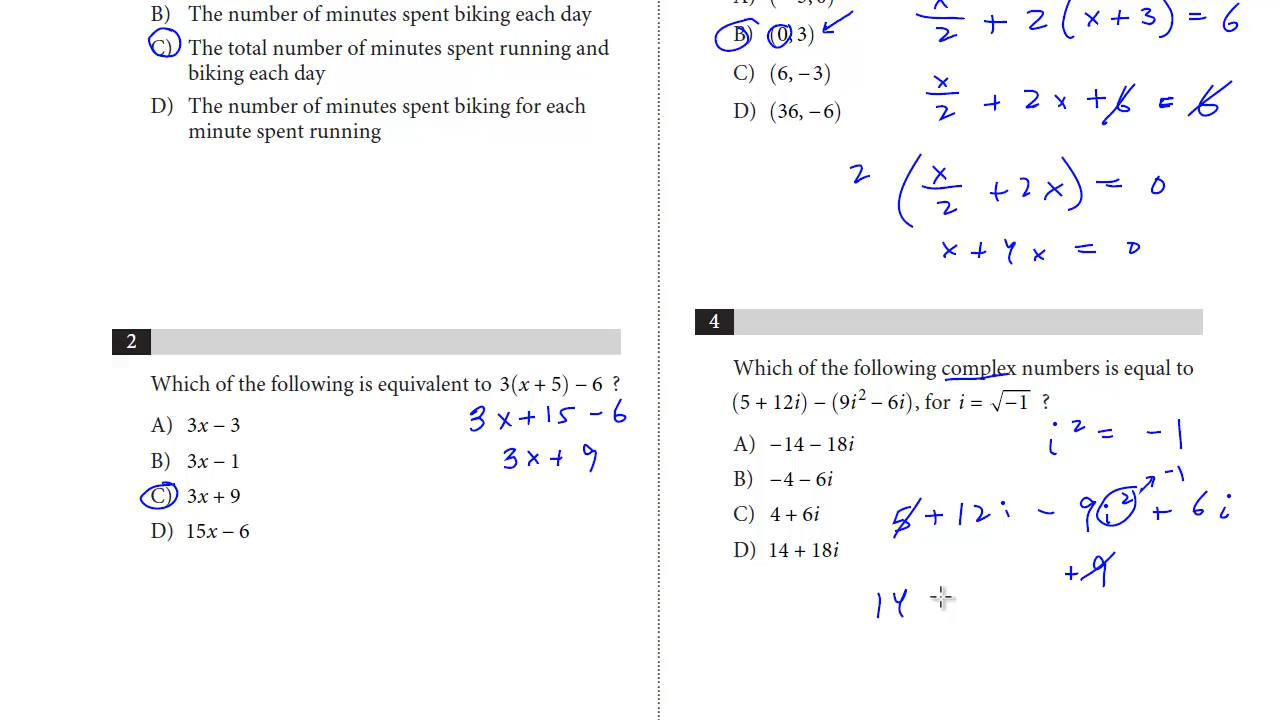 B) The number of minutes spent biking each day
C) The total number of minutes spent running and
biking each day
D) The number of minutes spent biking for each
minute spent running
2
Which of the following is equivalent to 3(x + 5) − 6 ?
3x + 15 − 6
A) 3x − 3
3x + 9
B) 3x − 1
C) 3x + 9
D) 15x − 6
B) (0, 3)
C) (6, −3)
D) (36, −6)
x/2 + 2(x + 3) = 6
x/2 + 2x + 6 = 6
2(x/2 + 2x) = 0
x + 4x = 0
4
Which of the following complex numbers is equal to
(5 + 12i) − (9i² − 6i), for i = √−1 ?
i² = −1
A) −14 − 18i
B) −4 − 6i
−1
C) 4 + 6i
5 + 12i − 9i² + 6i
D) 14 + 18i
+9
14